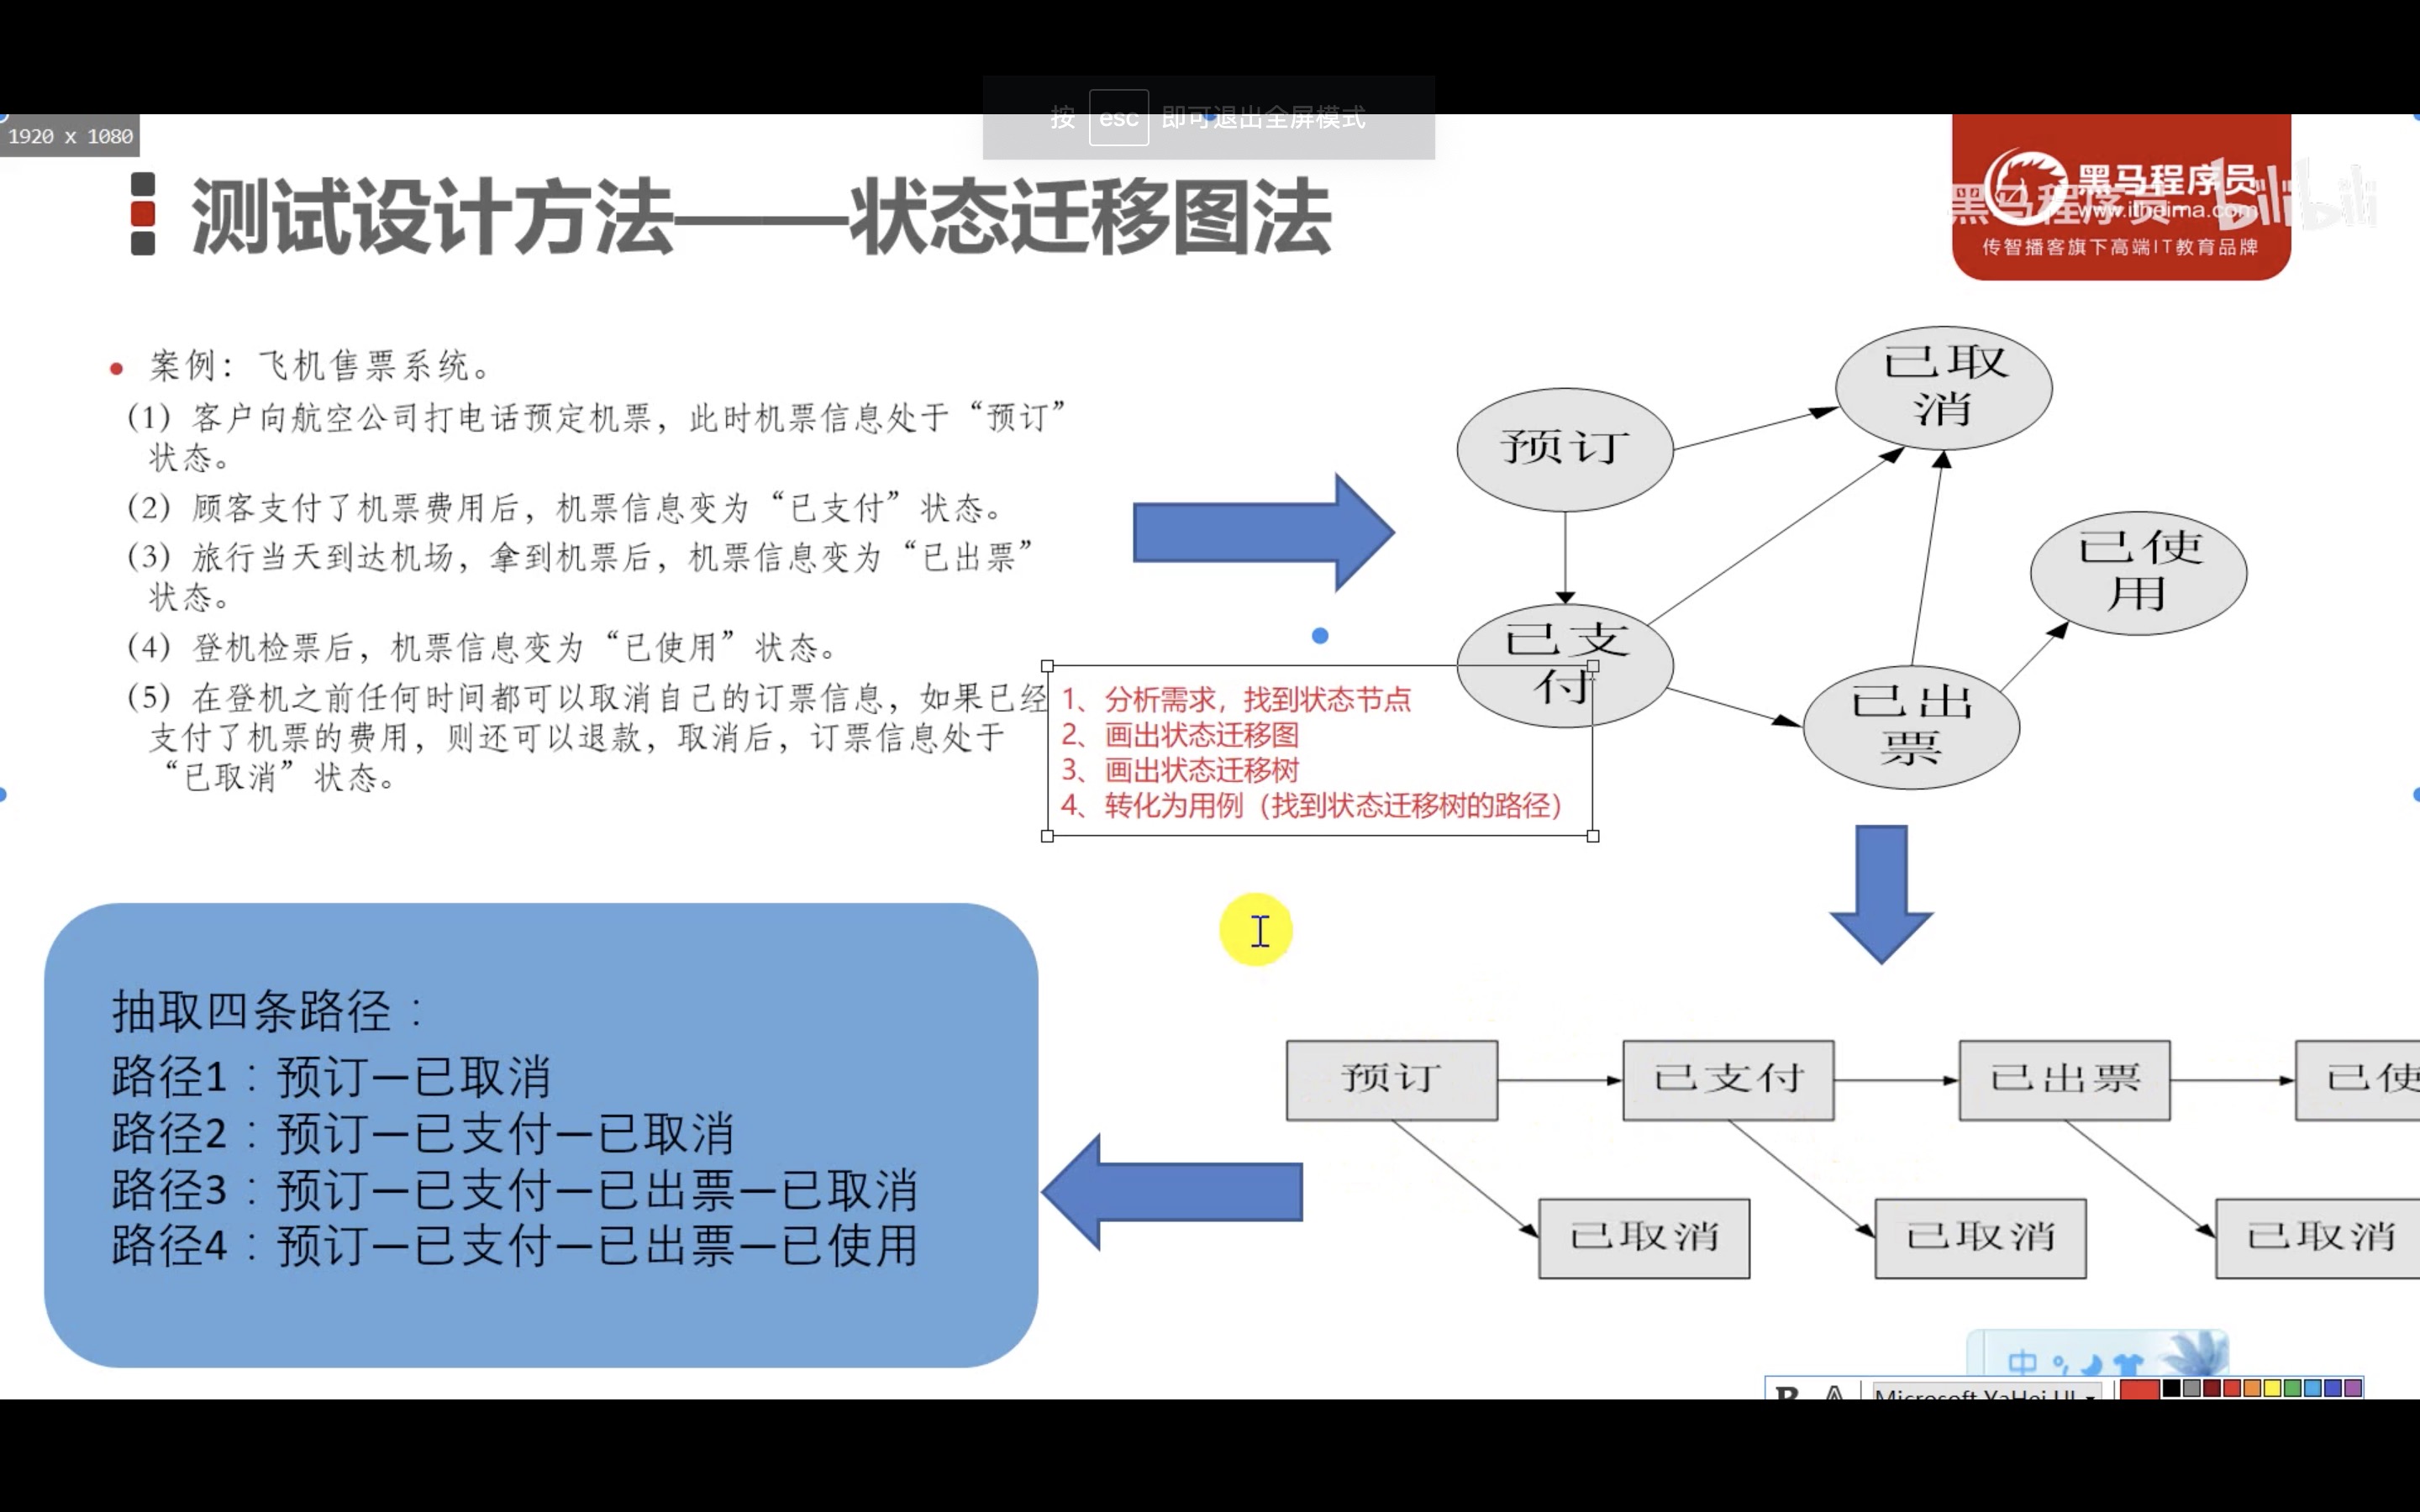 按 esc 即可退出全屏模式
1920 x 1080
测试设计方法——状态迁移图法
黑马程序员
www.itheima.com
传智播客旗下高端IT教育品牌
黑马程序员
bilibili
案例：飞机售票系统。
（1）客户向航空公司打电话预定机票，此时机票信息处于“预订”
状态。
（2）顾客支付了机票费用后，机票信息变为“已支付”状态。
（3）旅行当天到达机场，拿到机票后，机票信息变为“已出票”
状态。
（4）登机检票后，机票信息变为“已使用”状态。
（5）在登机之前任何时间都可以取消自己的订票信息，如果已经
支付了机票的费用，则还可以退款，取消后，订票信息处于
“已取消”状态。
预订
已取
消
已使
用
已支
付
已出
票
1、分析需求，找到状态节点
2、画出状态迁移图
3、画出状态迁移树
4、转化为用例（找到状态迁移树的路径）
抽取四条路径：
路径1：预订—已取消
路径2：预订—已支付—已取消
路径3：预订—已支付—已出票—已取消
路径4：预订—已支付—已出票—已使用
预订
已支付
已出票
已使
已取消
已取消
已取消
中
B A Microsoft YaHei UI